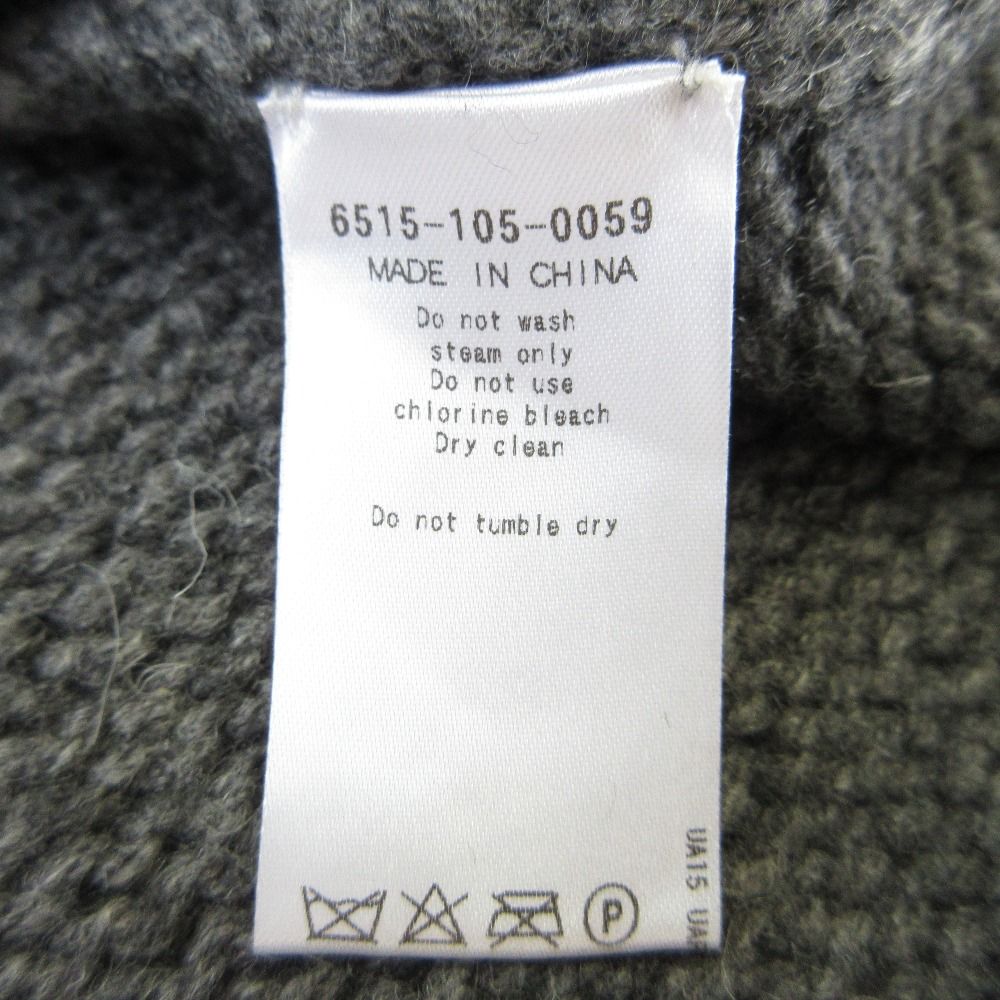 6515-105-0059
MADE IN CHINA
Do not wash
steam only
Do not use
chlorine bleach
Dry clean
Do not tumble dry
P
UA15